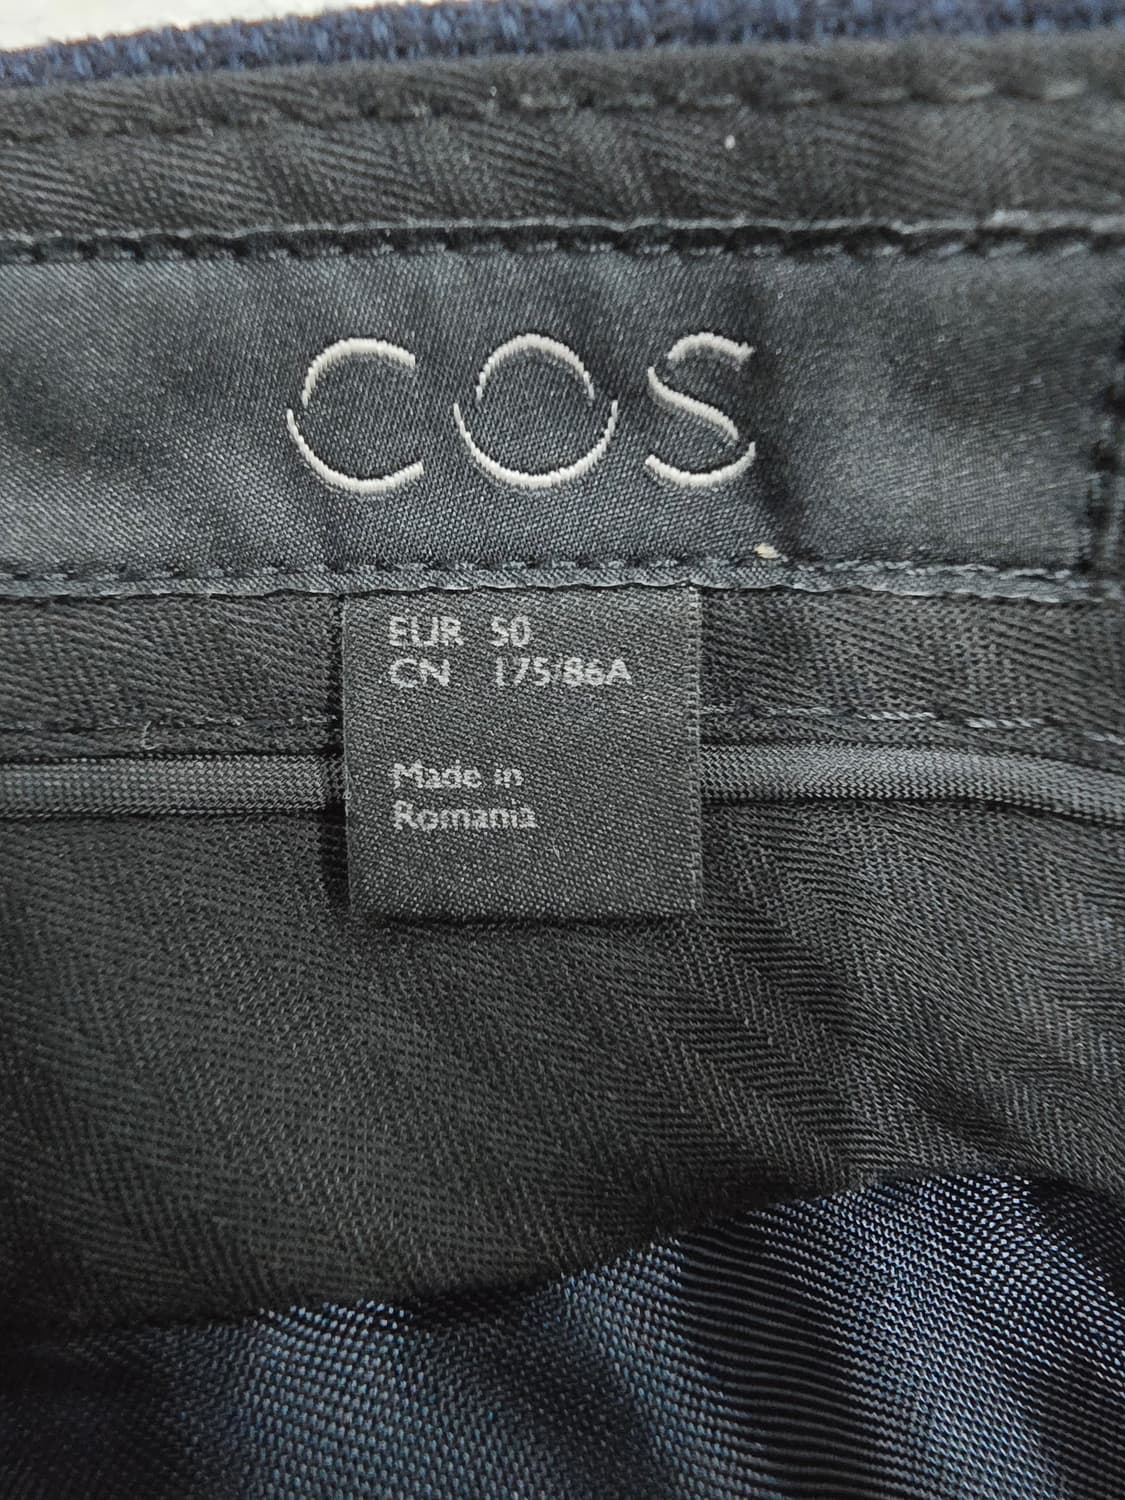 COS
EUR 50
CN 175/86A
Made in
Romania